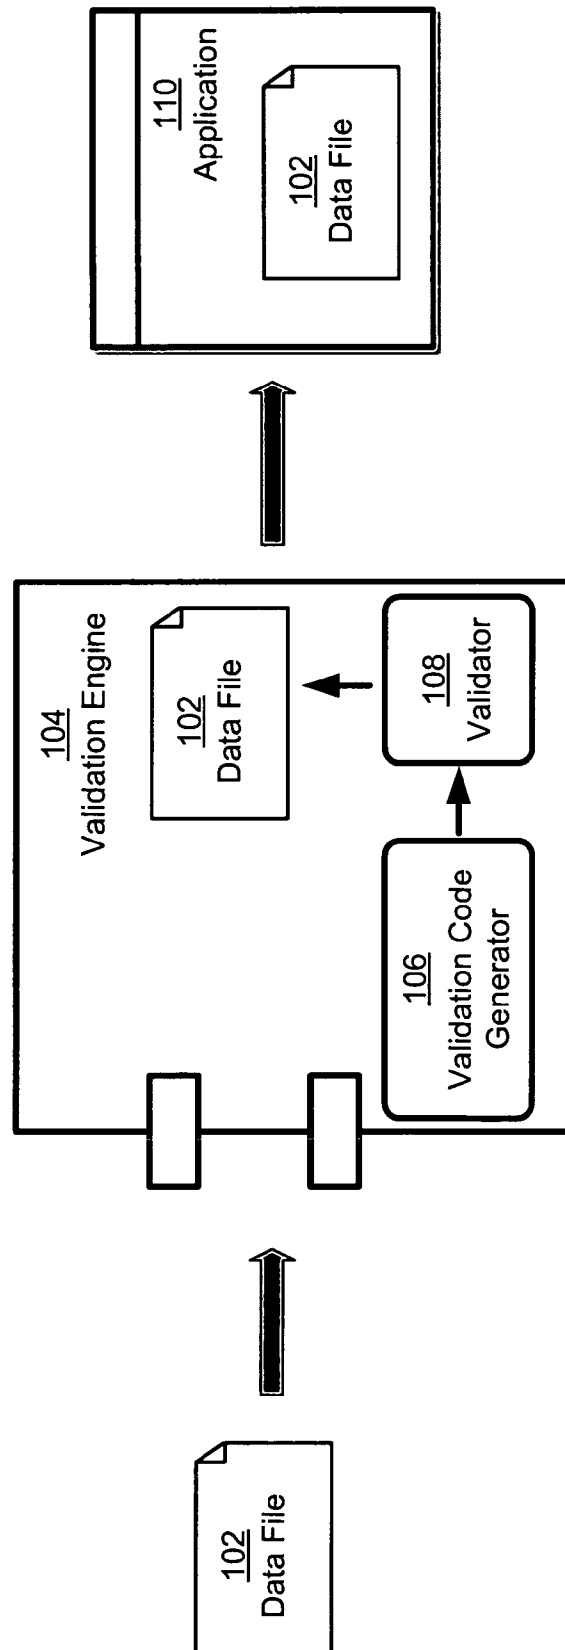 102
Data File
104
Validation Engine
102
Data File
106
Validation Code
Generator
108
Validator
110
Application
102
Data File